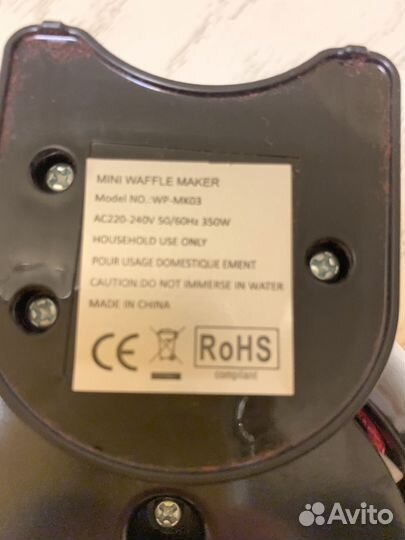 MINI WAFFLE MAKER
Model NO.:WP-MK03
AC220-240V 50/60Hz 350W
HOUSEHOLD USE ONLY
POUR USAGE DOMESTIQUE EMENT
CAUTION:DO NOT IMMERSE IN WATER
MADE IN CHINA
CE
RoHS
compliant
Avito